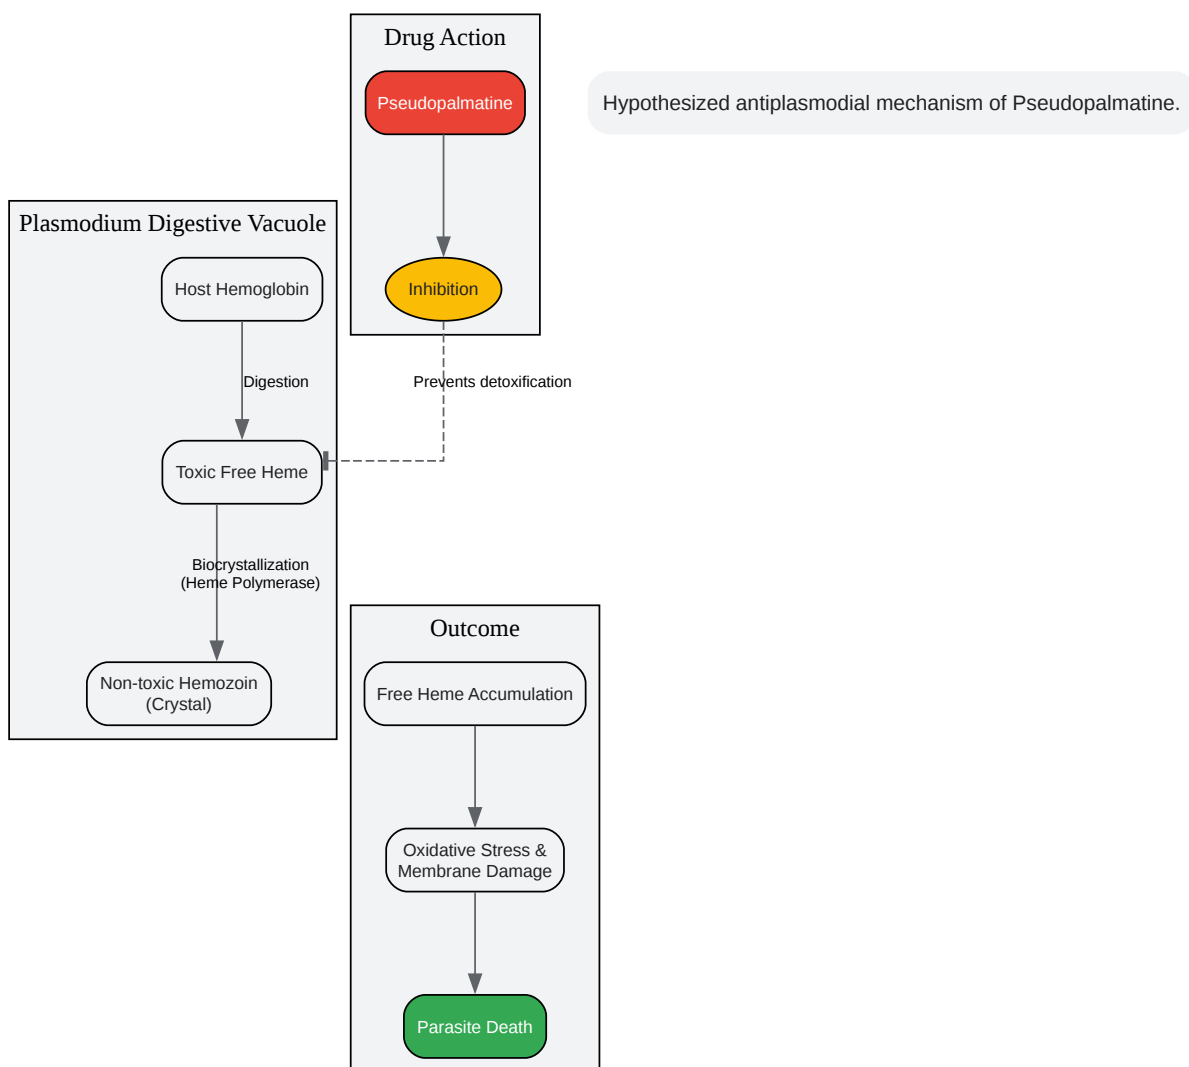 Drug Action
Pseudopalmatine
Hypothesized antiplasmodial mechanism of Pseudopalmatine.
Inhibition
Prevents detoxification
Plasmodium Digestive Vacuole
Host Hemoglobin
Digestion
Toxic Free Heme
Biocrystallization
(Heme Polymerase)
Non-toxic Hemozoin
(Crystal)
Outcome
Free Heme Accumulation
Oxidative Stress &
Membrane Damage
Parasite Death